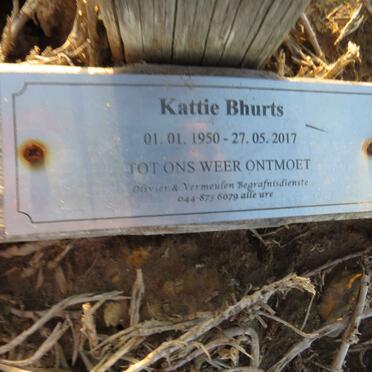 Kattie Bhurts
01. 01. 1950 - 27. 05. 2017
TOT ONS WEER ONTMOET
Olivier & Vermeulen Begrafnisdienste
044-873 6079 alle ure